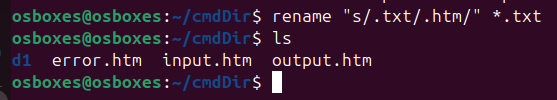 osboxes@osboxes:~/cmdDir$ rename "s/.txt/.htm/" *.txt
osboxes@osboxes:~/cmdDir$ ls
d1  error.htm  input.htm  output.htm
osboxes@osboxes:~/cmdDir$